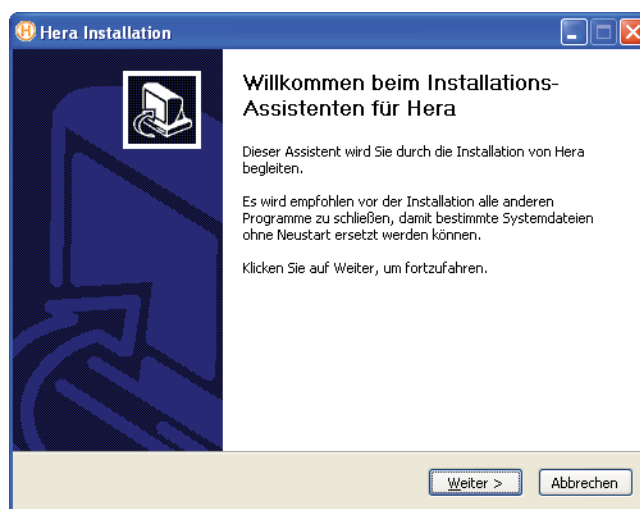 Hera Installation
Willkommen beim Installations-
Assistenten für Hera
Dieser Assistent wird Sie durch die Installation von Hera
begleiten.
Es wird empfohlen vor der Installation alle anderen
Programme zu schließen, damit bestimmte Systemdateien
ohne Neustart ersetzt werden können.
Klicken Sie auf Weiter, um fortzufahren.
Weiter > Abbrechen